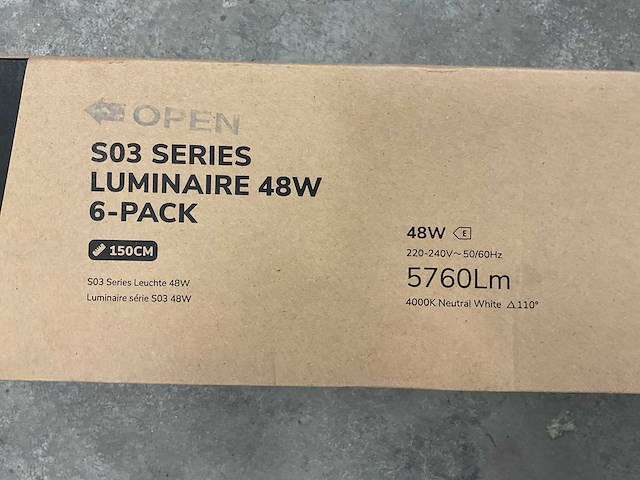 OPEN
S03 SERIES
LUMINAIRE 48W
6-PACK
150CM
S03 Series Leuchte 48W
Luminaire série S03 48W
48W E
220-240V~50/60Hz
5760Lm
4000K Neutral White △110°